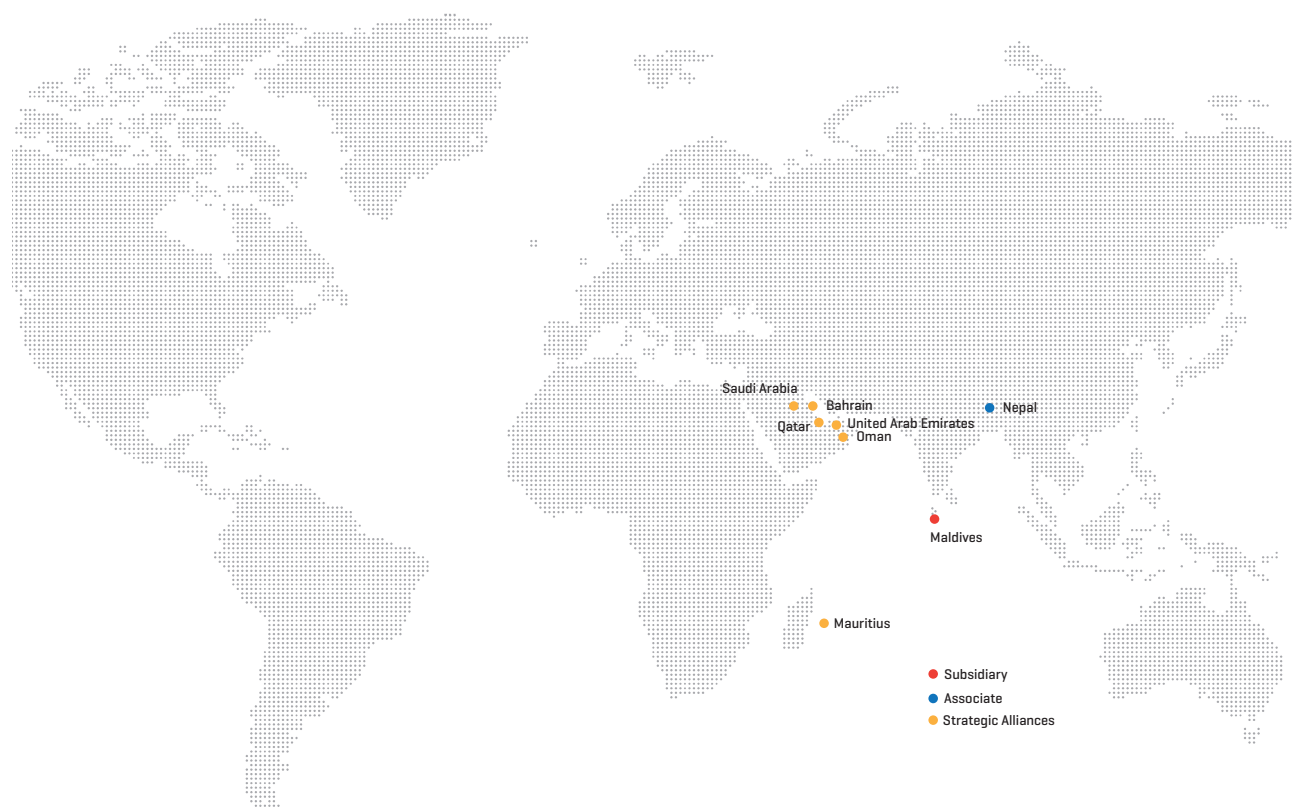 Saudi Arabia
Bahrain
Nepal
Qatar
United Arab Emirates
Oman
Maldives
Mauritius
Subsidiary
Associate
Strategic Alliances